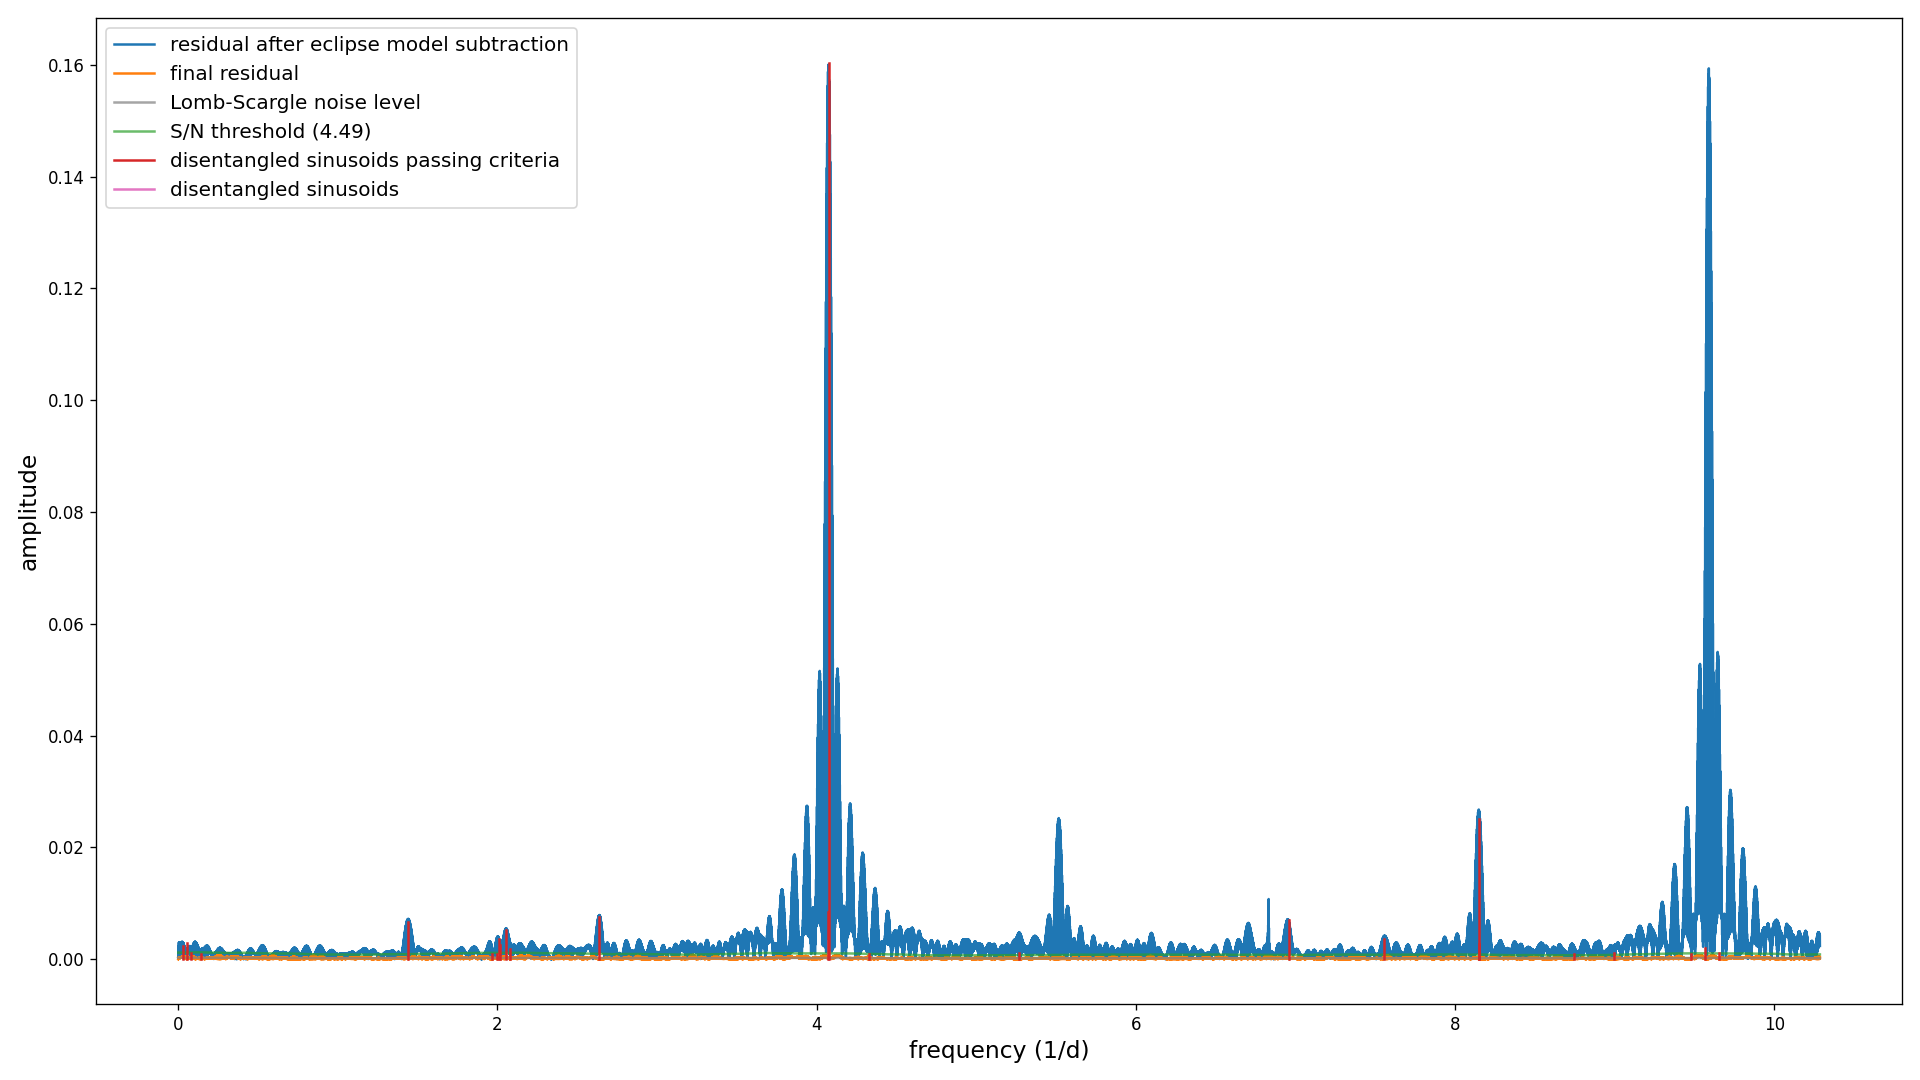 residual after eclipse model subtraction
final residual
Lomb-Scargle noise level
S/N threshold (4.49)
disentangled sinusoids passing criteria
disentangled sinusoids
0.16
0.14
0.12
0.10
0.08
0.06
0.04
0.02
0.00
amplitude
0 2 4 6 8 10
frequency (1/d)